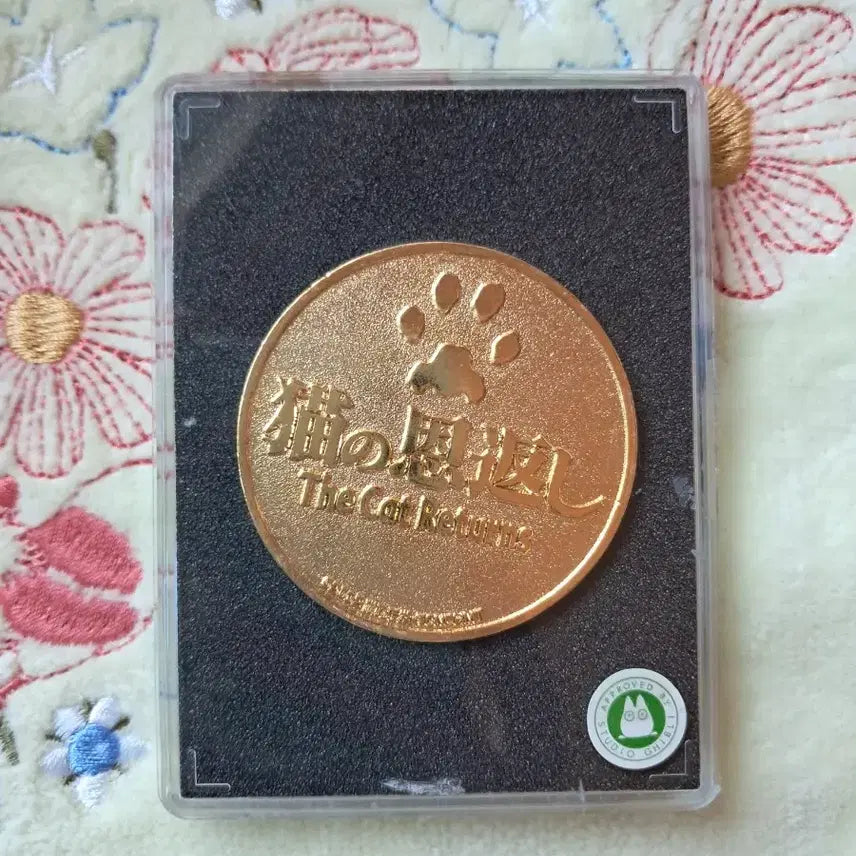 猫の恩返し
The Cat Returns
APPROVED BY
STUDIO GHIBLI